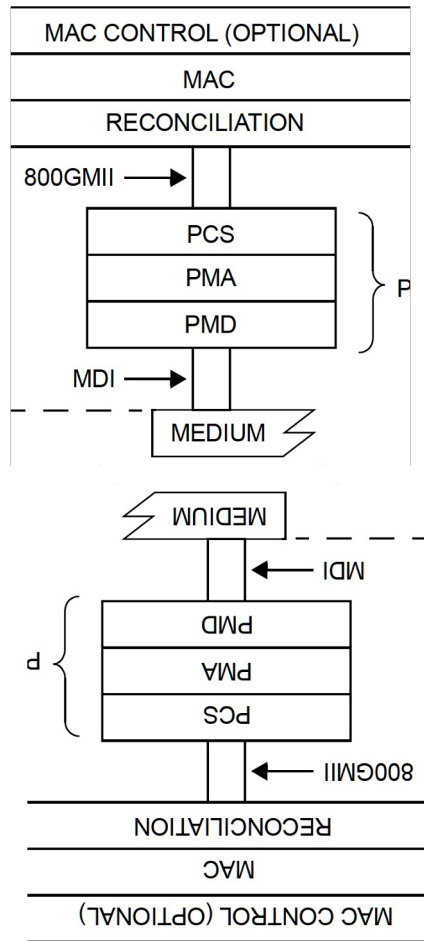 MAC CONTROL (OPTIONAL)
MAC
RECONCILIATION
800GMII
PCS
PMA
P
PMD
MDI
MEDIUM
MEDIUM
MDI
PMD
P
PMA
PCS
800GMII
RECONCILIATION
MAC
MAC CONTROL (OPTIONAL)